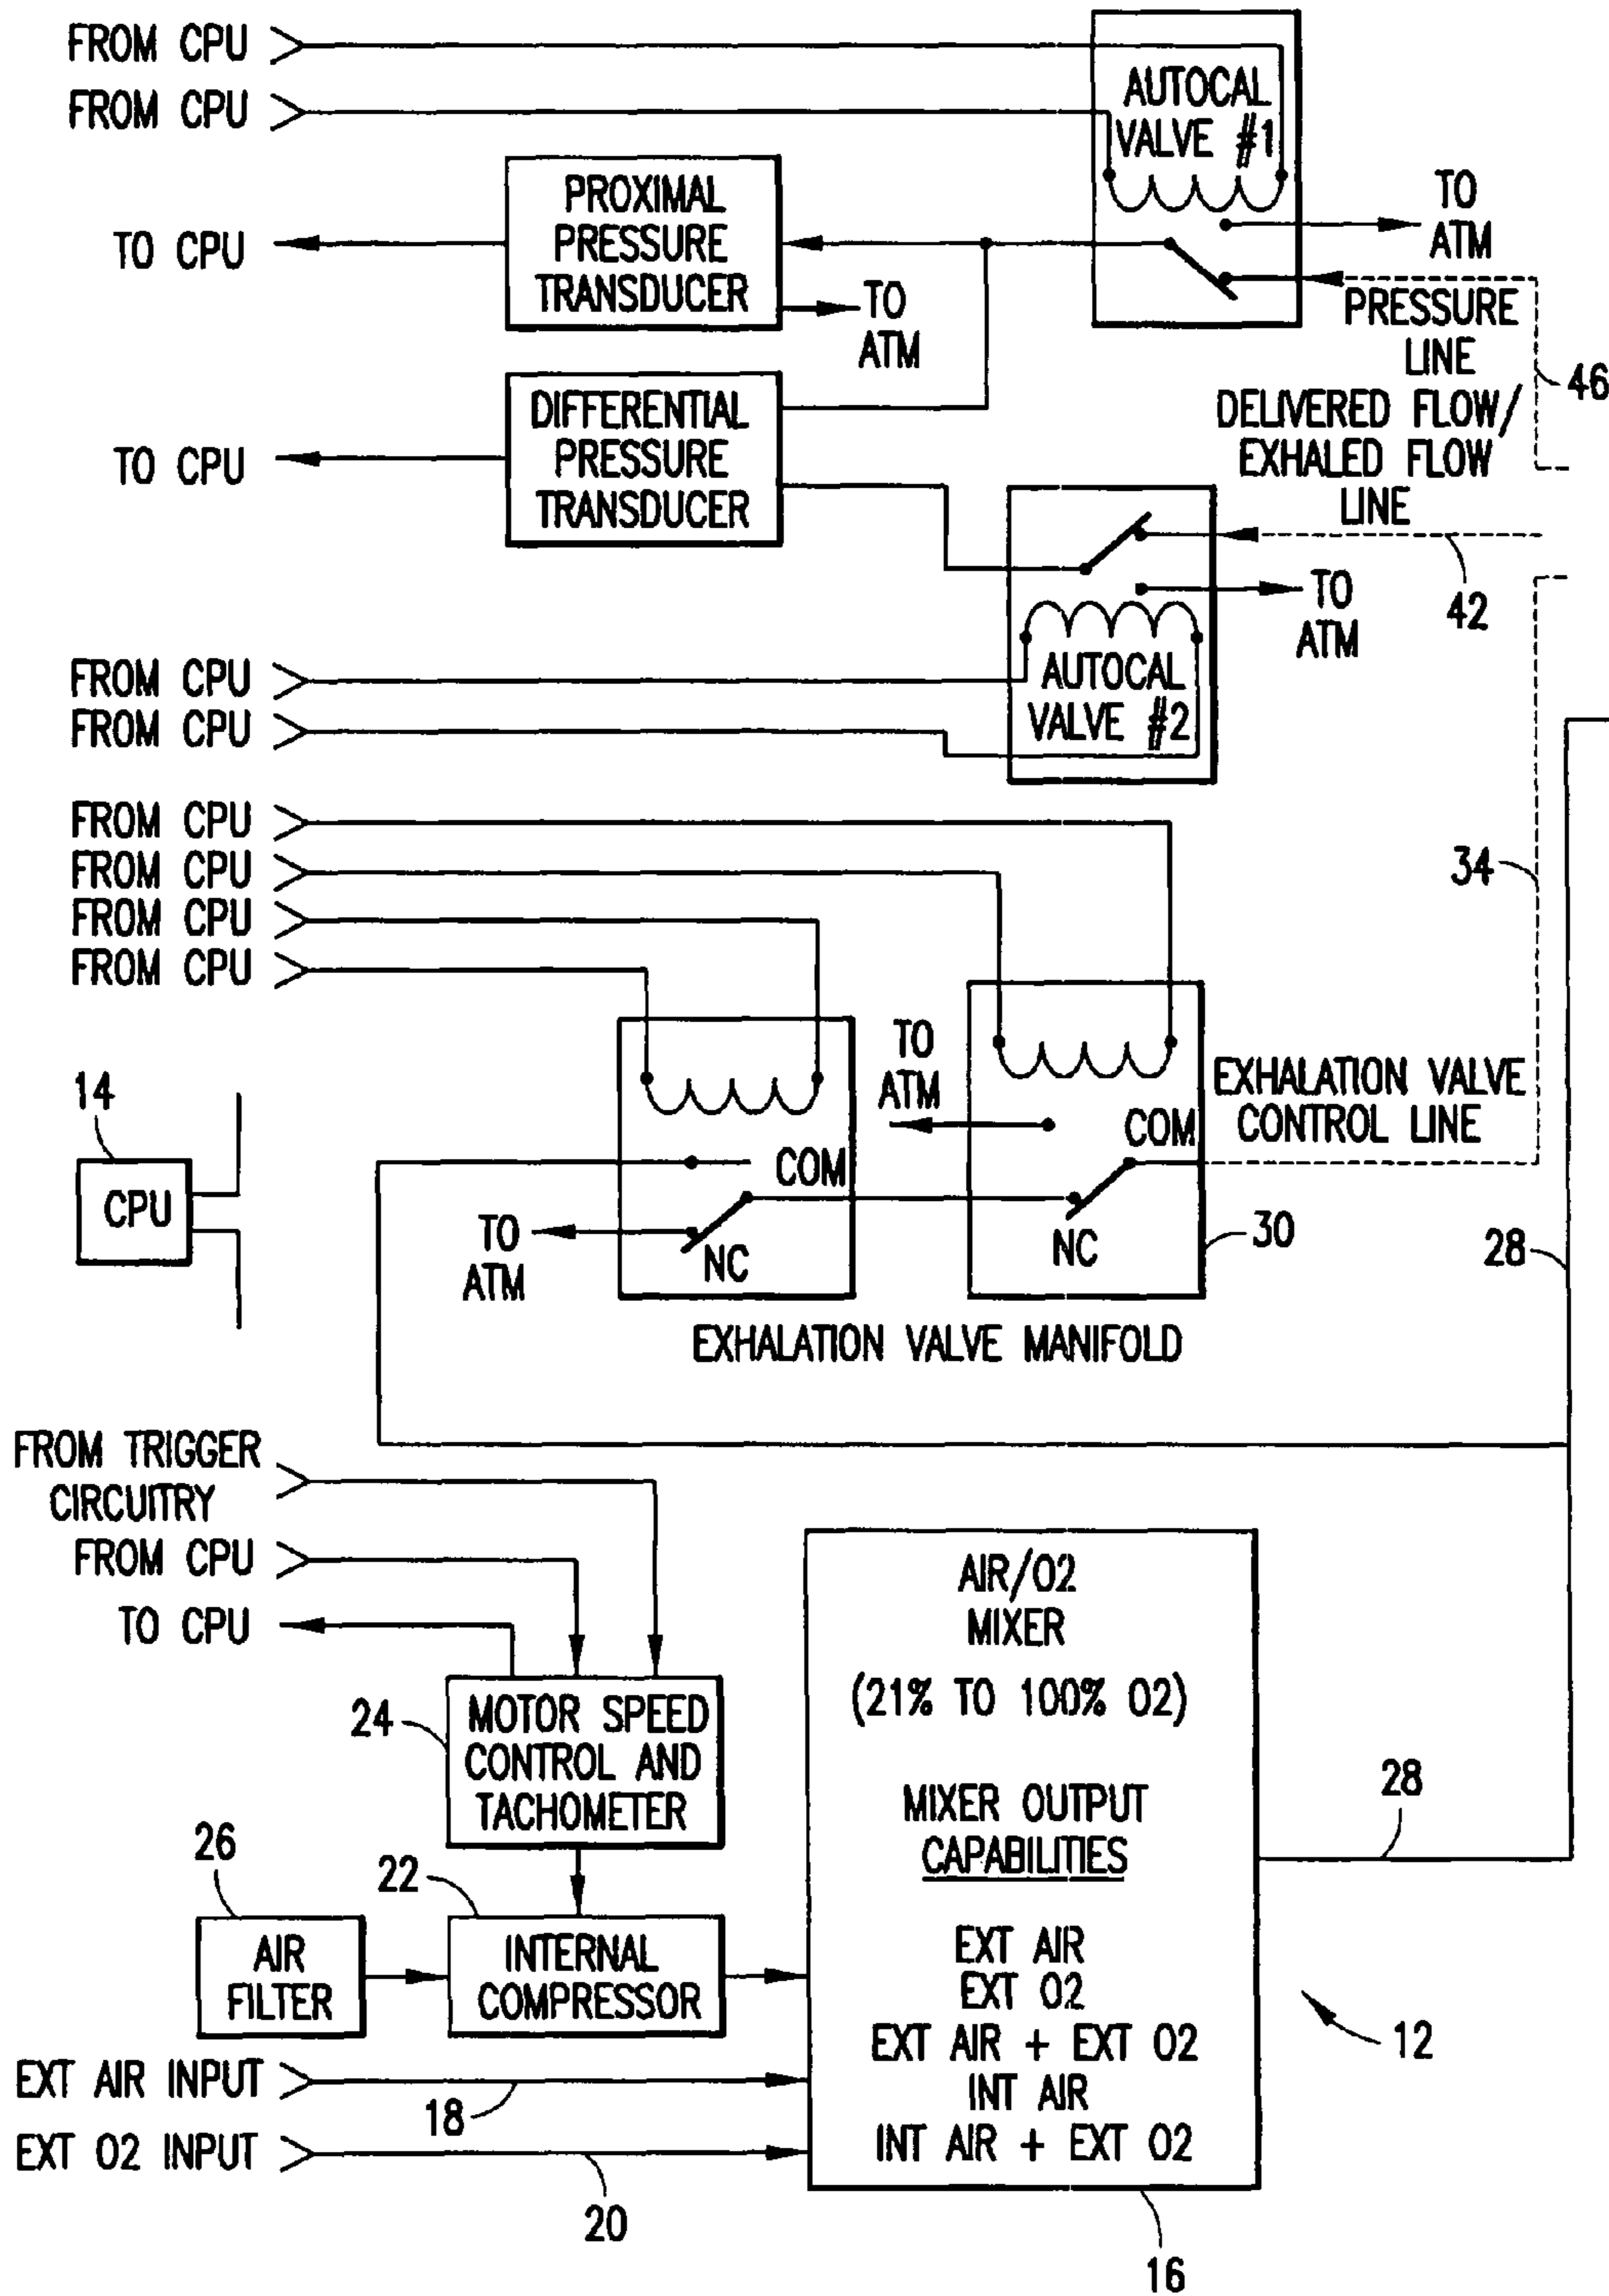 FROM CPU
FROM CPU
AUTOCAL
VALVE #1
PROXIMAL
PRESSURE
TRANSDUCER
TO CPU
TO
ATM
TO
ATM
PRESSURE
LINE
46
DIFFERENTIAL
PRESSURE
TRANSDUCER
TO CPU
DELIVERED FLOW/
EXHALED FLOW
LINE
42
TO
ATM
FROM CPU
FROM CPU
AUTOCAL
VALVE #2
FROM CPU
FROM CPU
FROM CPU
FROM CPU
34
14
CPU
TO
ATM
COM
EXHALATION VALVE
CONTROL LINE
COM
TO
ATM
NC
NC
30
28
EXHALATION VALVE MANIFOLD
FROM TRIGGER
CIRCUITRY
FROM CPU
TO CPU
24
MOTOR SPEED
CONTROL AND
TACHOMETER
AIR/O2
MIXER
(21% TO 100% O2)
MIXER OUTPUT
CAPABILITIES
28
26
22
AIR
FILTER
INTERNAL
COMPRESSOR
EXT AIR
EXT O2
EXT AIR + EXT O2
INT AIR
INT AIR + EXT O2
12
EXT AIR INPUT
18
EXT O2 INPUT
20
16